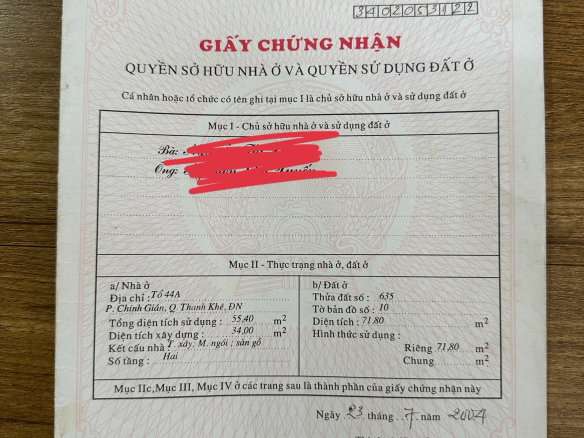 3402053122
GIẤY CHỨNG NHẬN
QUYỀN SỞ HỮU NHÀ Ở VÀ QUYỀN SỬ DỤNG ĐẤT Ở
Cá nhân hoặc tổ chức có tên ghi tại mục I là chủ sở hữu nhà ở và sử dụng đất ở
Mục I - Chủ sở hữu nhà ở và sử dụng đất ở
Bà:
Ông:
Mục II - Thực trạng nhà ở, đất ở
a/ Nhà ở
Địa chỉ : Tổ 44A
P. Chính Gián, Q. Thanh Khê, ĐN
Tổng diện tích sử dụng : 55,40 m2
Diện tích xây dựng : 34,00 m2
Kết cấu nhà : T. xây; M. ngói ; sàn gỗ
Số tầng : Hai
b/ Đất ở
Thửa đất số : 635
Tờ bản đồ số : 10
Diện tích : 71,80 m2
Hình thức sử dụng :
Riêng 71,80 m2
Chung m2
Mục IIc, Mục III, Mục IV ở các trang sau là thành phần của giấy chứng nhận này
Ngày 23 tháng 7 năm 2004